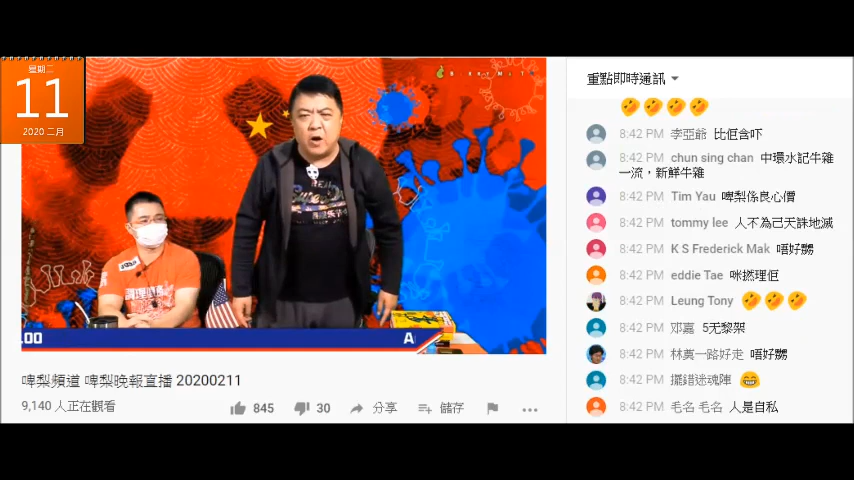 星期二
11
2020 二月
.00
A
啤梨頻道 啤梨晚報直播 20200211
9,140 人正在觀看
845
30
分享
儲存
重點即時通訊
8:42 PM 李亞爺 比佢含吓
8:42 PM chun sing chan 中環水記牛雜
一流，新鮮牛雜
8:42 PM Tim Yau 啤梨係良心價
8:42 PM tommy lee 人不為己天誅地滅
8:42 PM K S Frederick Mak 唔好嬲
8:42 PM eddie Tae 咪撚理佢
8:42 PM Leung Tony
8:42 PM 邓嘉 5无黎架
8:42 PM 林萬一路好走 唔好嬲
8:42 PM 擺錯迷魂陣
8:42 PM 毛名 毛名 人是自私